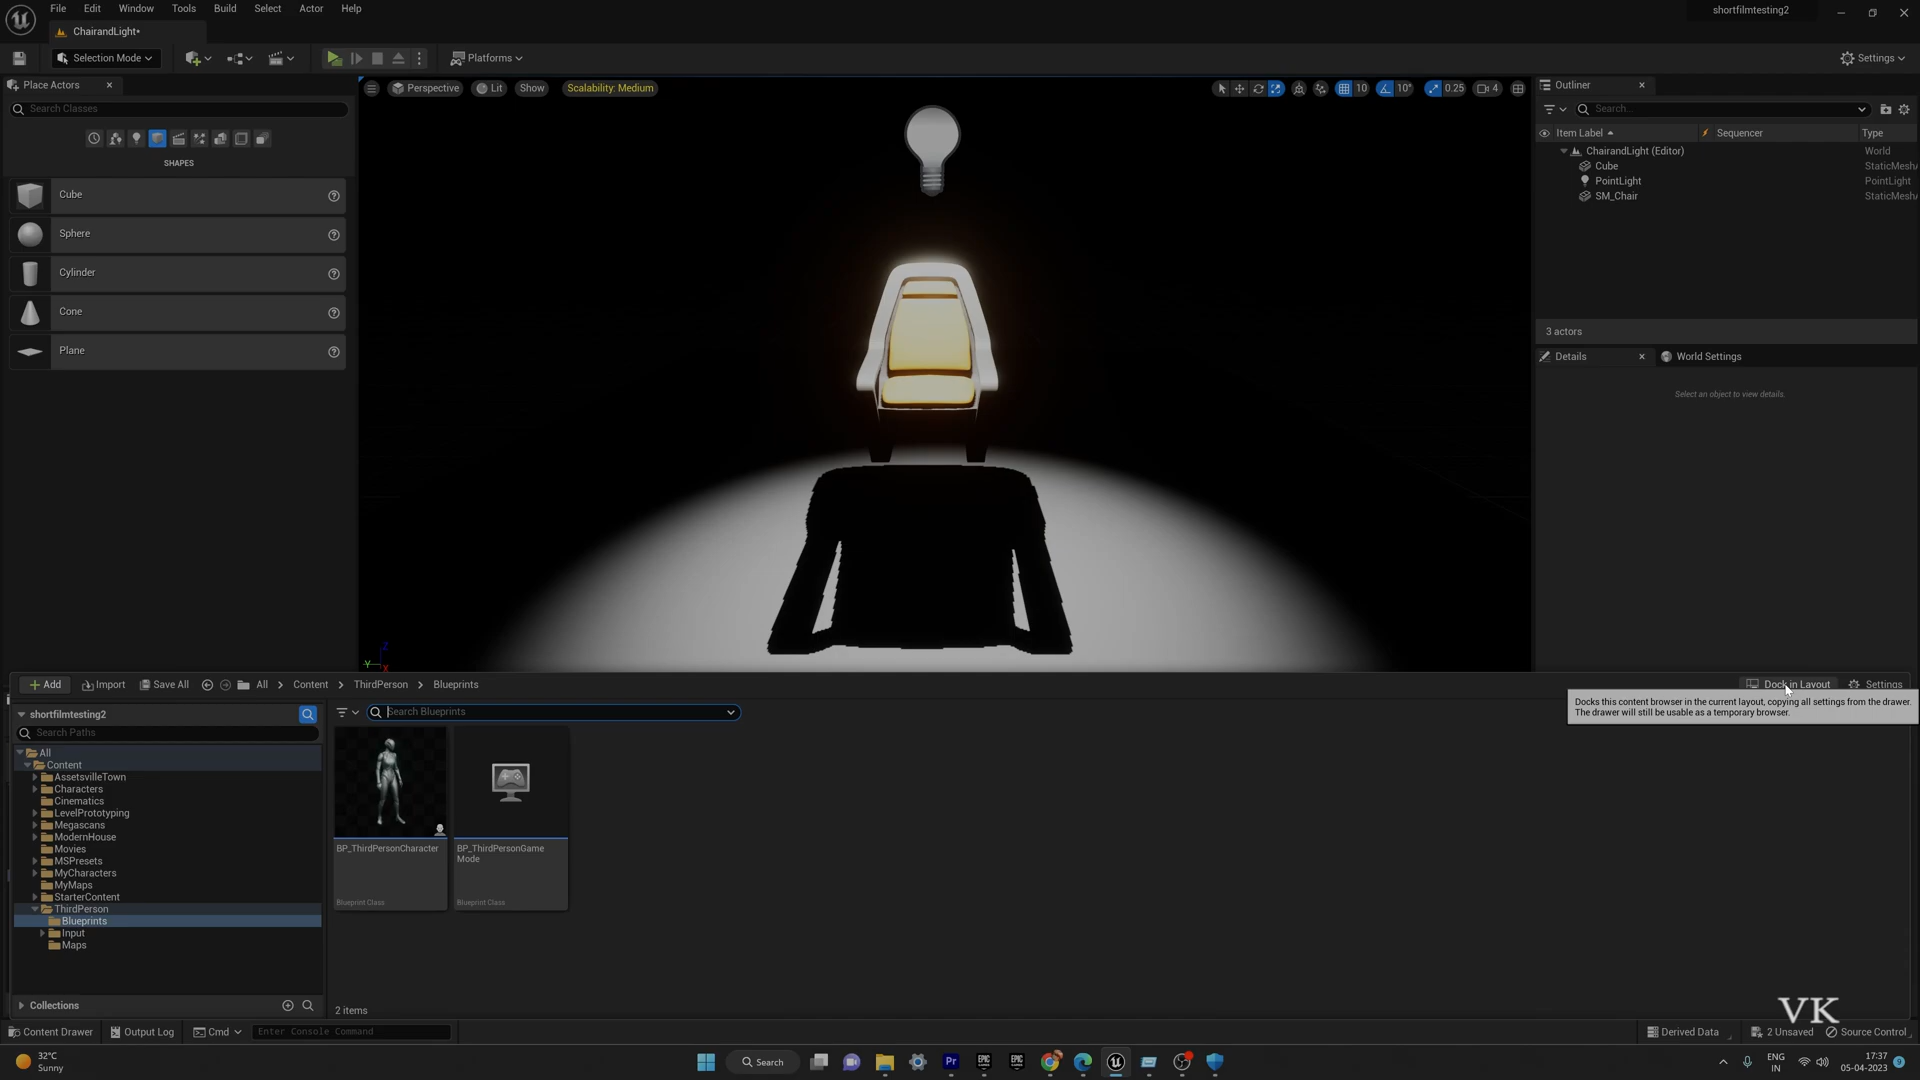 File Edit Window Tools Build Select Actor Help
shortfilmtesting2
ChairandLight*
Selection Mode
Platforms
Settings
Place Actors
Search Classes
SHAPES
Cube
Sphere
Cylinder
Cone
Plane
Perspective Lit Show Scalability: Medium
10 10° 0.25 4
Outliner
Search...
Item Label Sequencer Type
ChairandLight (Editor) World
Cube StaticMesh
PointLight PointLight
SM_Chair StaticMesh
3 actors
Details World Settings
Select an object to view details.
Z
Y
X
Add Import Save All All Content ThirdPerson Blueprints
Dock in Layout Settings
Docks this content browser in the current layout, copying all settings from the drawer.
The drawer will still be usable as a temporary browser.
shortfilmtesting2
Search Paths
Search Blueprints
All
Content
AssetsvilleTown
Characters
Cinematics
LevelPrototyping
Megascans
ModernHouse
Movies
MSPresets
MyCharacters
MyMaps
StarterContent
ThirdPerson
Blueprints
Input
Maps
BP_ThirdPersonCharacter
Blueprint Class
BP_ThirdPersonGame
Mode
Blueprint Class
Collections
2 items
VK
Content Drawer Output Log Cmd Enter Console Command
Derived Data 2 Unsaved Source Control
32°C
Sunny
Search
Pr
EPIC
EPIC
ENG
IN
17:37
05-04-2023
9